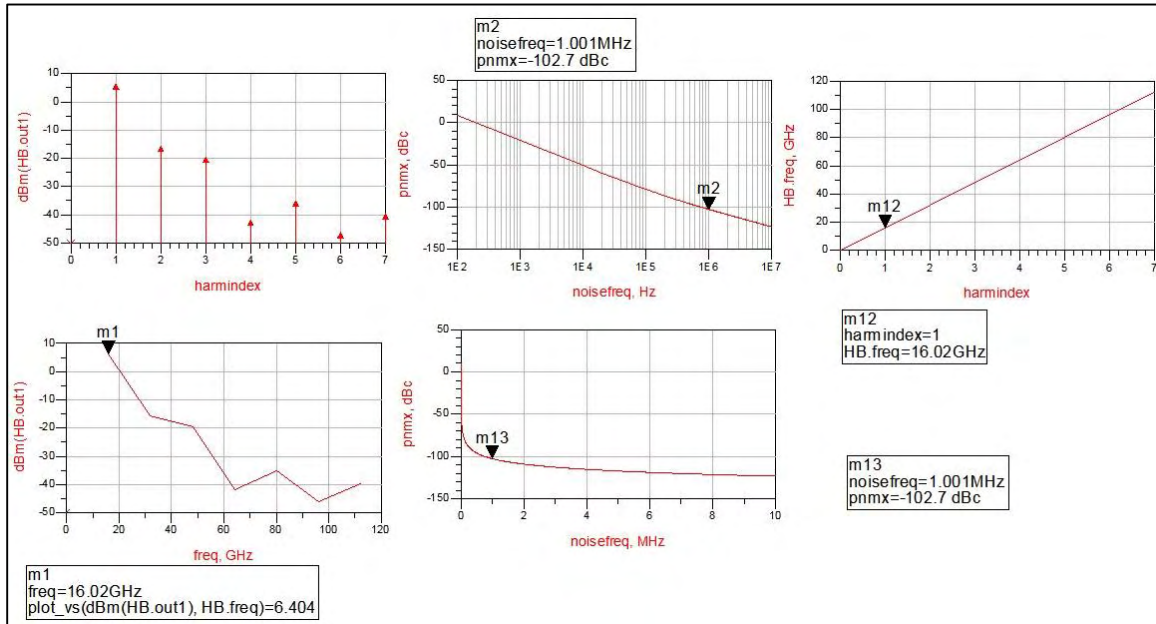 m2
noisefreq=1.001MHz
pnmx=-102.7 dBc
dBm(HB.out1)
10
0
-10
-20
-30
-40
-50
0 1 2 3 4 5 6 7
harmindex
pnmx, dBc
50
0
-50
-100
-150
m2
1E2 1E3 1E4 1E5 1E6 1E7
noisefreq, Hz
HB.freq, GHz
120
100
80
60
40
20
0
m12
0 1 2 3 4 5 6 7
harmindex
m12
harmindex=1
HB.freq=16.02GHz
m1
dBm(HB.out1)
10
0
-10
-20
-30
-40
-50
0 20 40 60 80 100 120
freq, GHz
m1
freq=16.02GHz
plot_vs(dBm(HB.out1), HB.freq)=6.404
pnmx, dBc
50
0
-50
-100
-150
m13
0 2 4 6 8 10
noisefreq, MHz
m13
noisefreq=1.001MHz
pnmx=-102.7 dBc